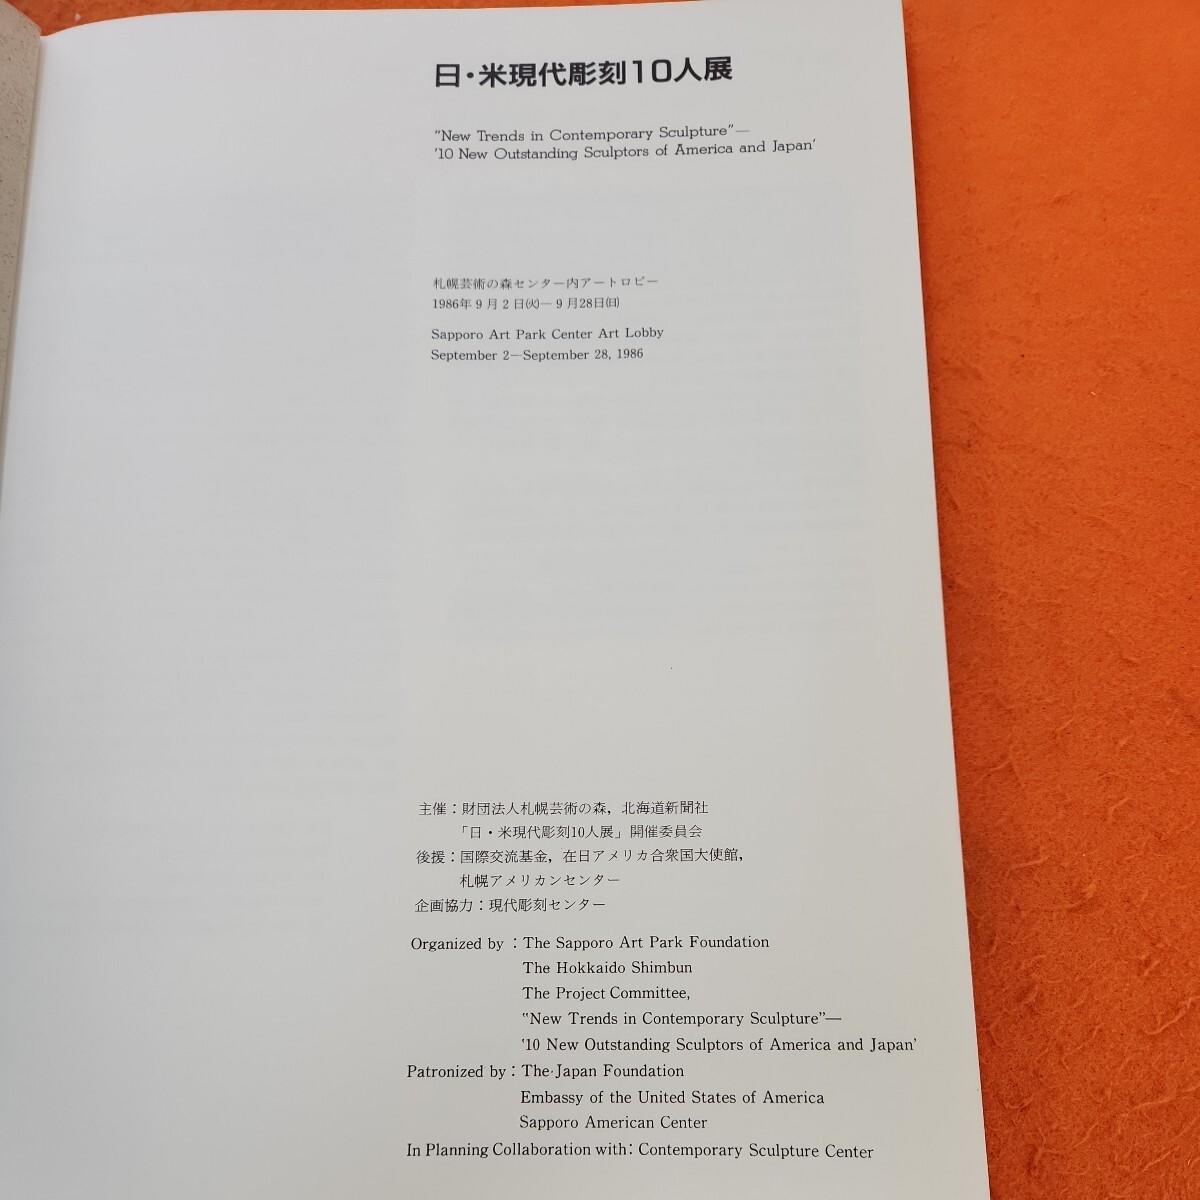 日・米現代彫刻10人展
"New Trends in Contemporary Sculpture"—
'10 New Outstanding Sculptors of America and Japan'
札幌芸術の森センター内アートロビー
1986年9月2日㈫—9月28日㈰
Sapporo Art Park Center Art Lobby
September 2—September 28, 1986
主催：財団法人札幌芸術の森，北海道新聞社
「日・米現代彫刻10人展」開催委員会
後援：国際交流基金，在日アメリカ合衆国大使館，
札幌アメリカンセンター
企画協力：現代彫刻センター
Organized by : The Sapporo Art Park Foundation
The Hokkaido Shimbun
The Project Committee,
"New Trends in Contemporary Sculpture"—
'10 New Outstanding Sculptors of America and Japan'
Patronized by : The·Japan Foundation
Embassy of the United States of America
Sapporo American Center
In Planning Collaboration with: Contemporary Sculpture Center